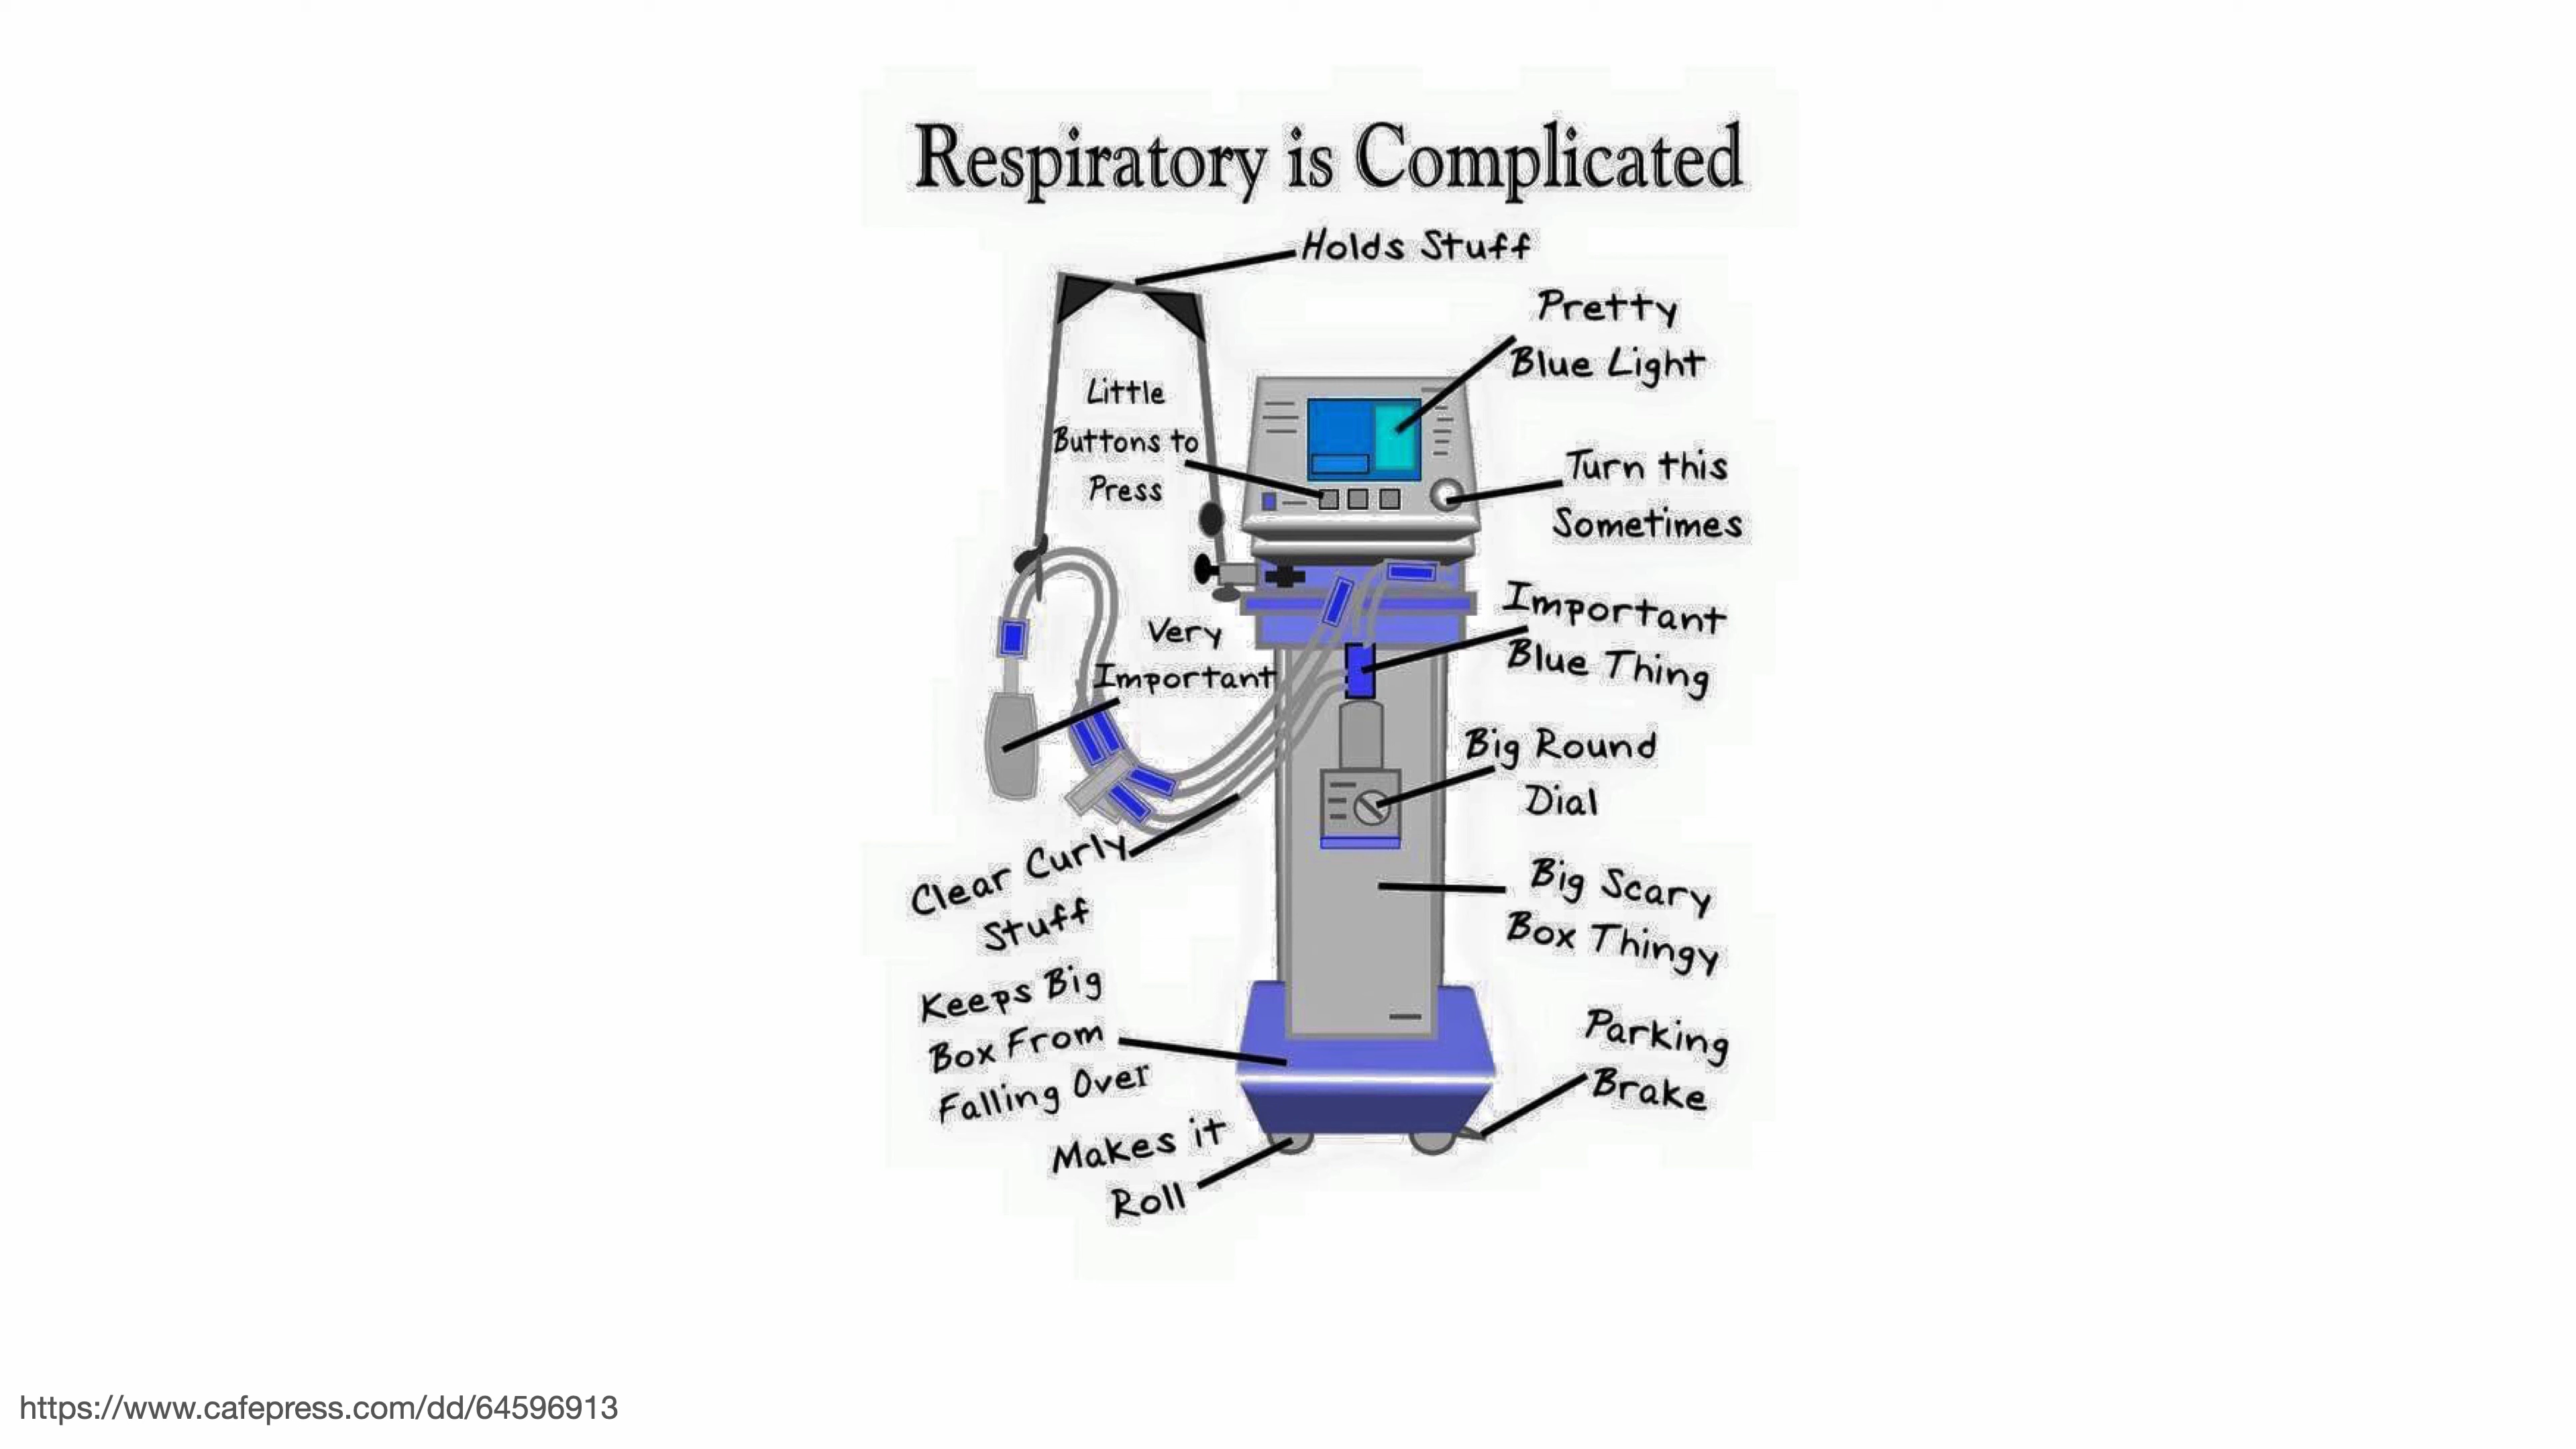 Respiratory is Complicated
Holds Stuff
Pretty
Blue Light
Little
Buttons to
Press
Turn this
Sometimes
Important
Blue Thing
Very
Important
Big Round
Dial
Clear Curly
Stuff
Big Scary
Box Thingy
Keeps Big
Box From
Falling Over
Parking
Brake
Makes it
Roll
https://www.cafepress.com/dd/64596913